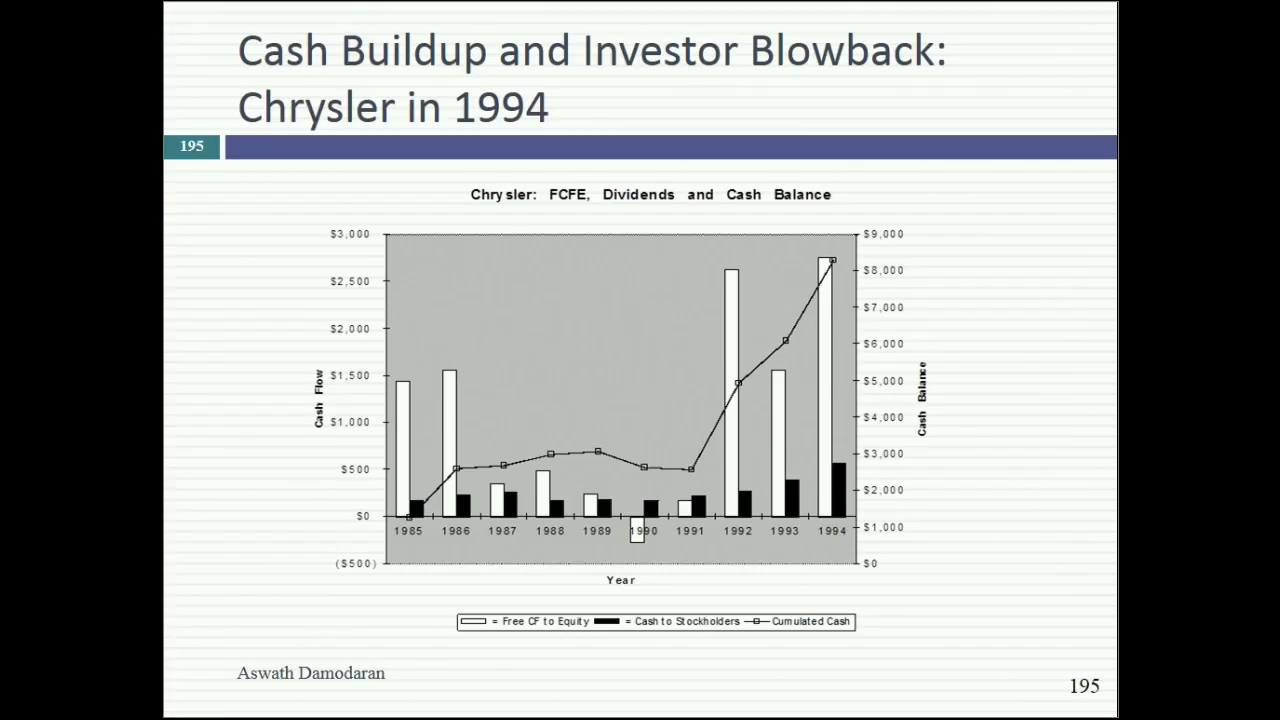 Cash Buildup and Investor Blowback:
Chrysler in 1994
195
Chrysler: FCFE, Dividends and Cash Balance
$3,000
$2,500
$2,000
$1,500
$1,000
$500
$0
($500)
Cash Flow
$9,000
$8,000
$7,000
$6,000
$5,000
$4,000
$3,000
$2,000
$1,000
$0
Cash Balance
1985 1986 1987 1988 1989 1990 1991 1992 1993 1994
Year
= Free CF to Equity = Cash to Stockholders Cumulated Cash
Aswath Damodaran
195